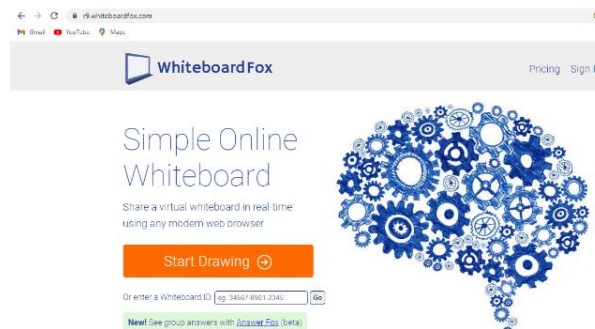 r9.whiteboardfox.com
Gmail YouTube Maps
Whiteboard Fox
Pricing Sign
Simple Online
Whiteboard
Share a virtual whiteboard in real-time
using any modern web browser
Start Drawing
Or enter a Whiteboard ID: eg. 34567-8901-2345 Go
New! See group answers with Answer Fox (beta)